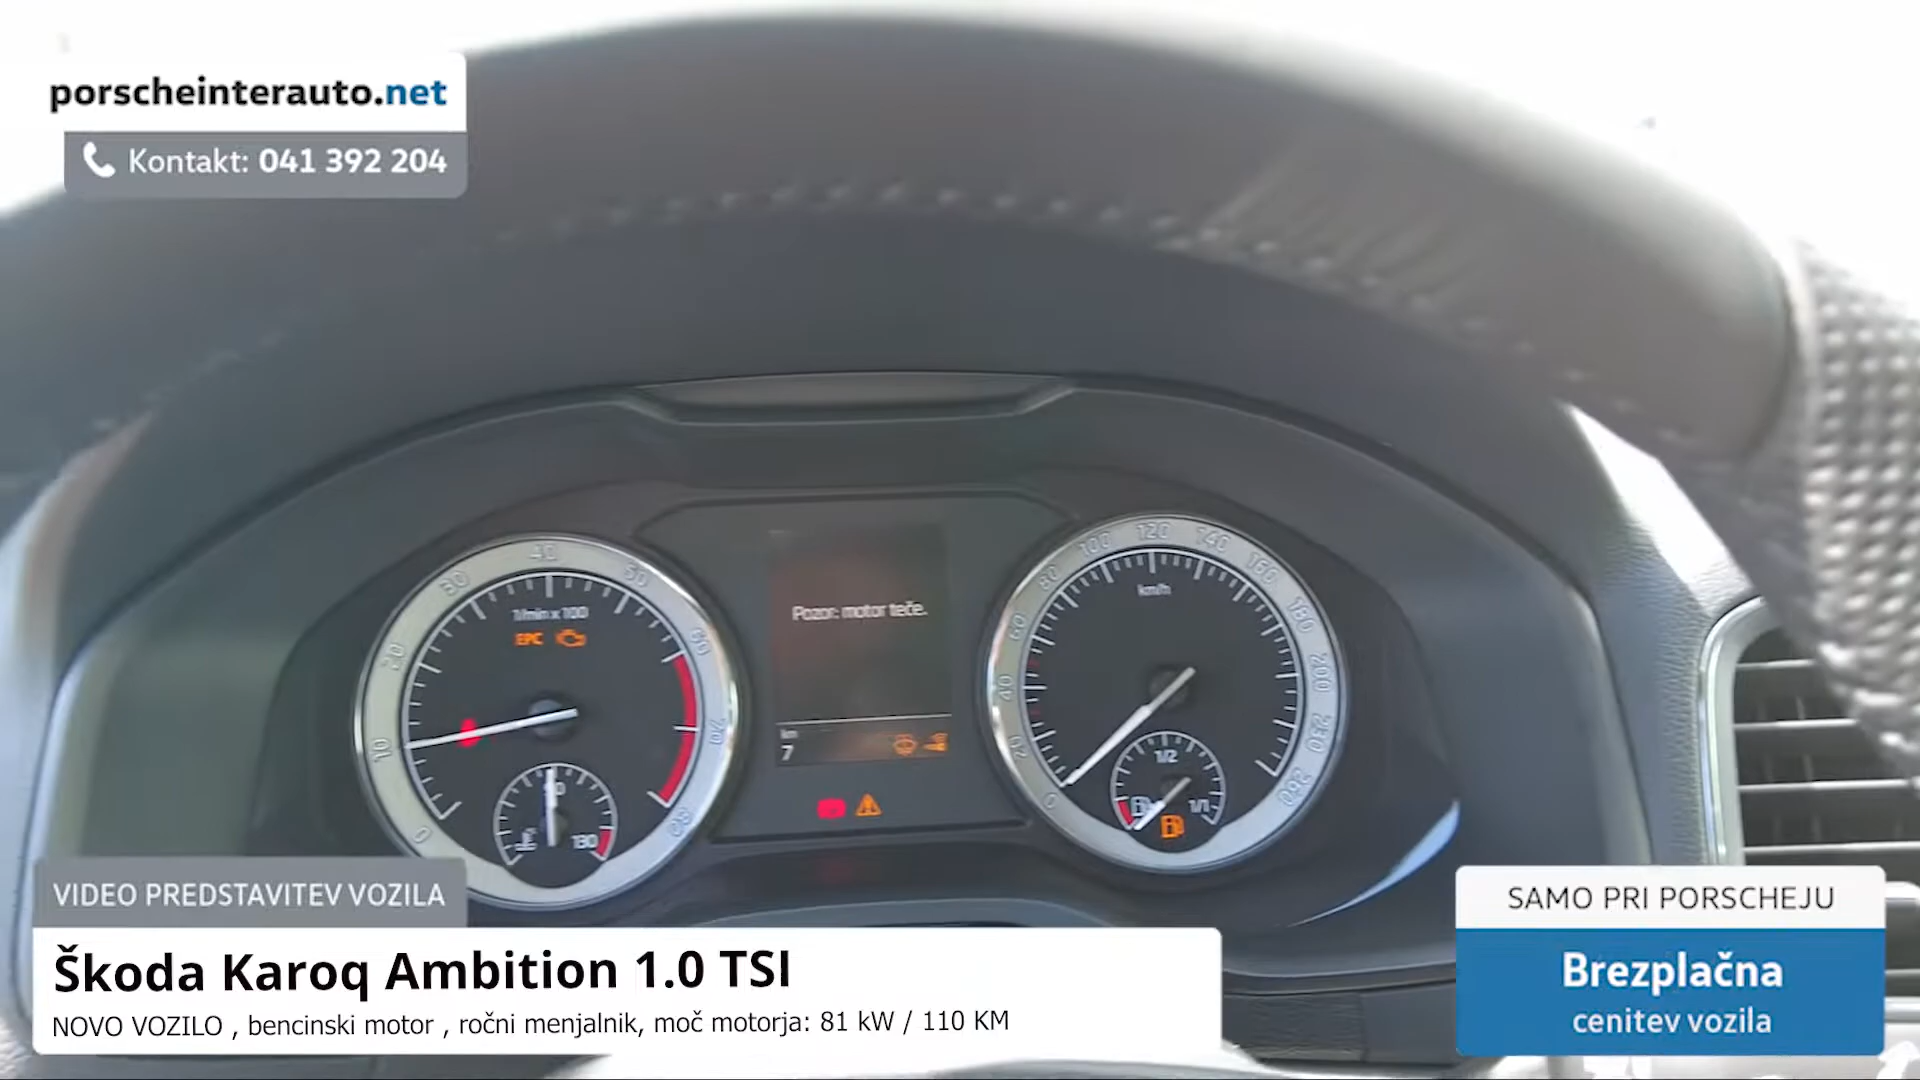 porscheinterauto.net
Kontakt: 041 392 204
1/min x 100
EPC
0
10
20
30
40
50
60
70
80
90
130
Pozor: motor teče.
km
7
km/h
0
20
40
60
80
100
120
140
160
180
200
230
260
1/2
1/1
VIDEO PREDSTAVITEV VOZILA
Škoda Karoq Ambition 1.0 TSI
NOVO VOZILO , bencinski motor , ročni menjalnik, moč motorja: 81 kW / 110 KM
SAMO PRI PORSCHEJU
Brezplačna
cenitev vozila